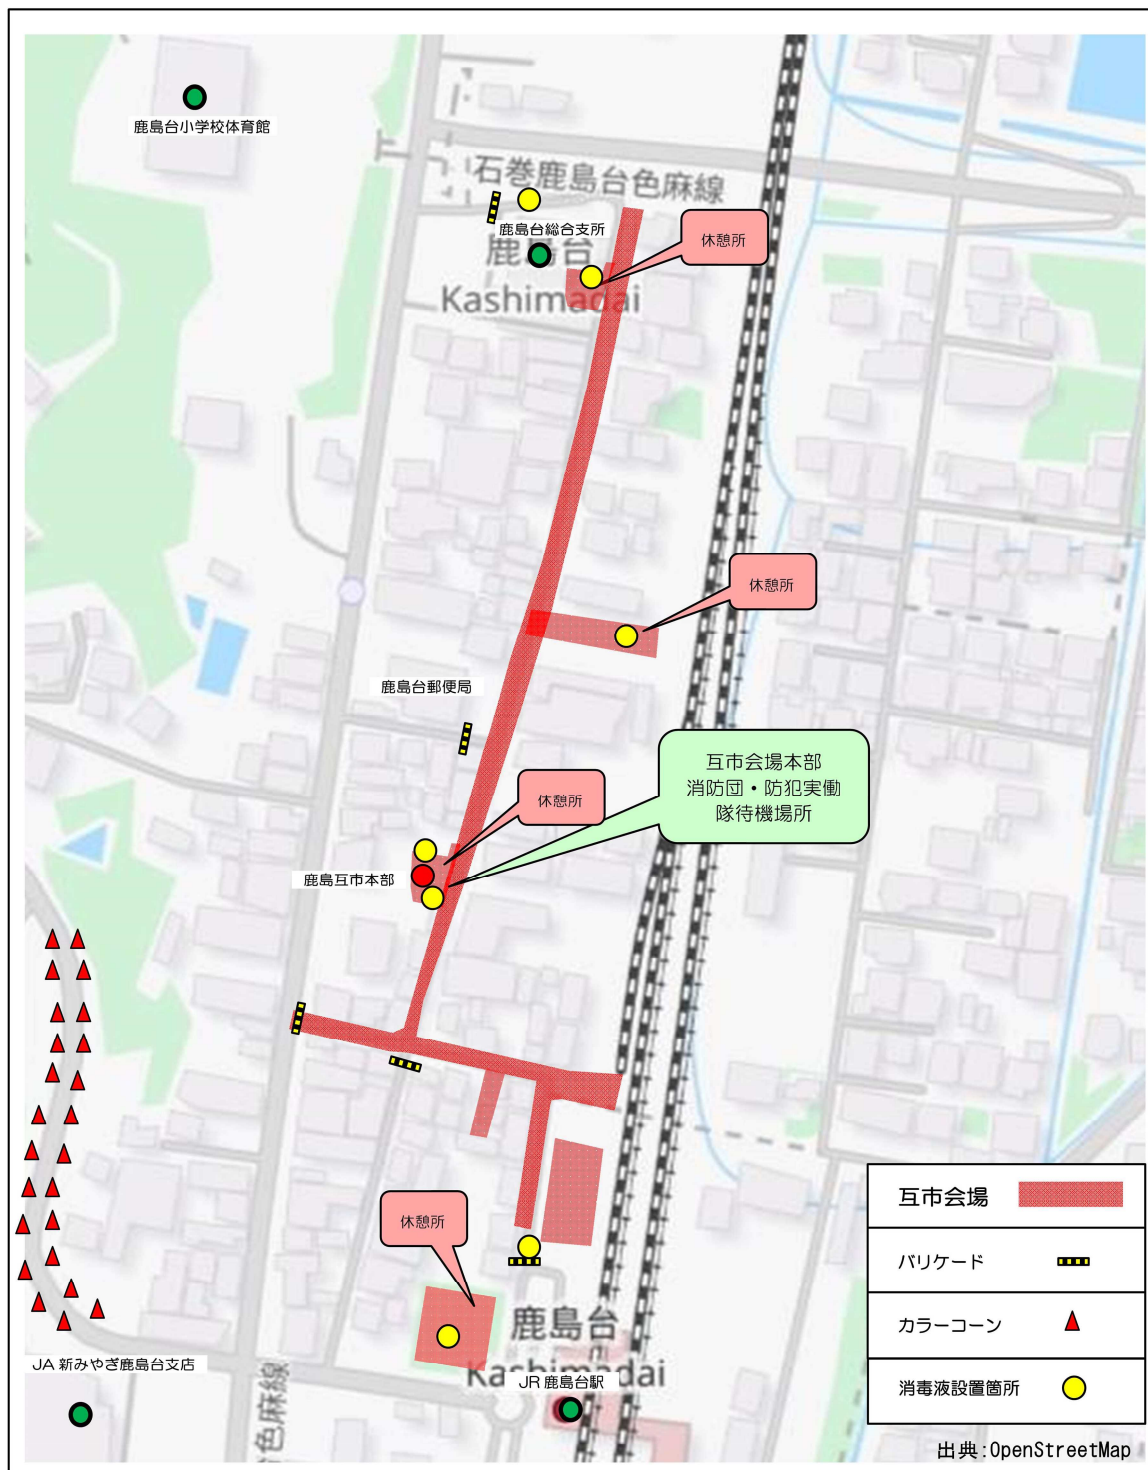 鹿島台小学校体育館
石巻鹿島台色麻線
鹿島台総合支所
鹿島台
Kashimadai
休憩所
休憩所
鹿島台郵便局
互市会場本部
消防団・防犯実働
隊待機場所
休憩所
鹿島互市本部
休憩所
互市会場
バリケード
カラーコーン
消毒液設置箇所
鹿島台
Kashimadai
JR 鹿島台駅
JA 新みやぎ鹿島台支店
色麻線
出典:OpenStreetMap